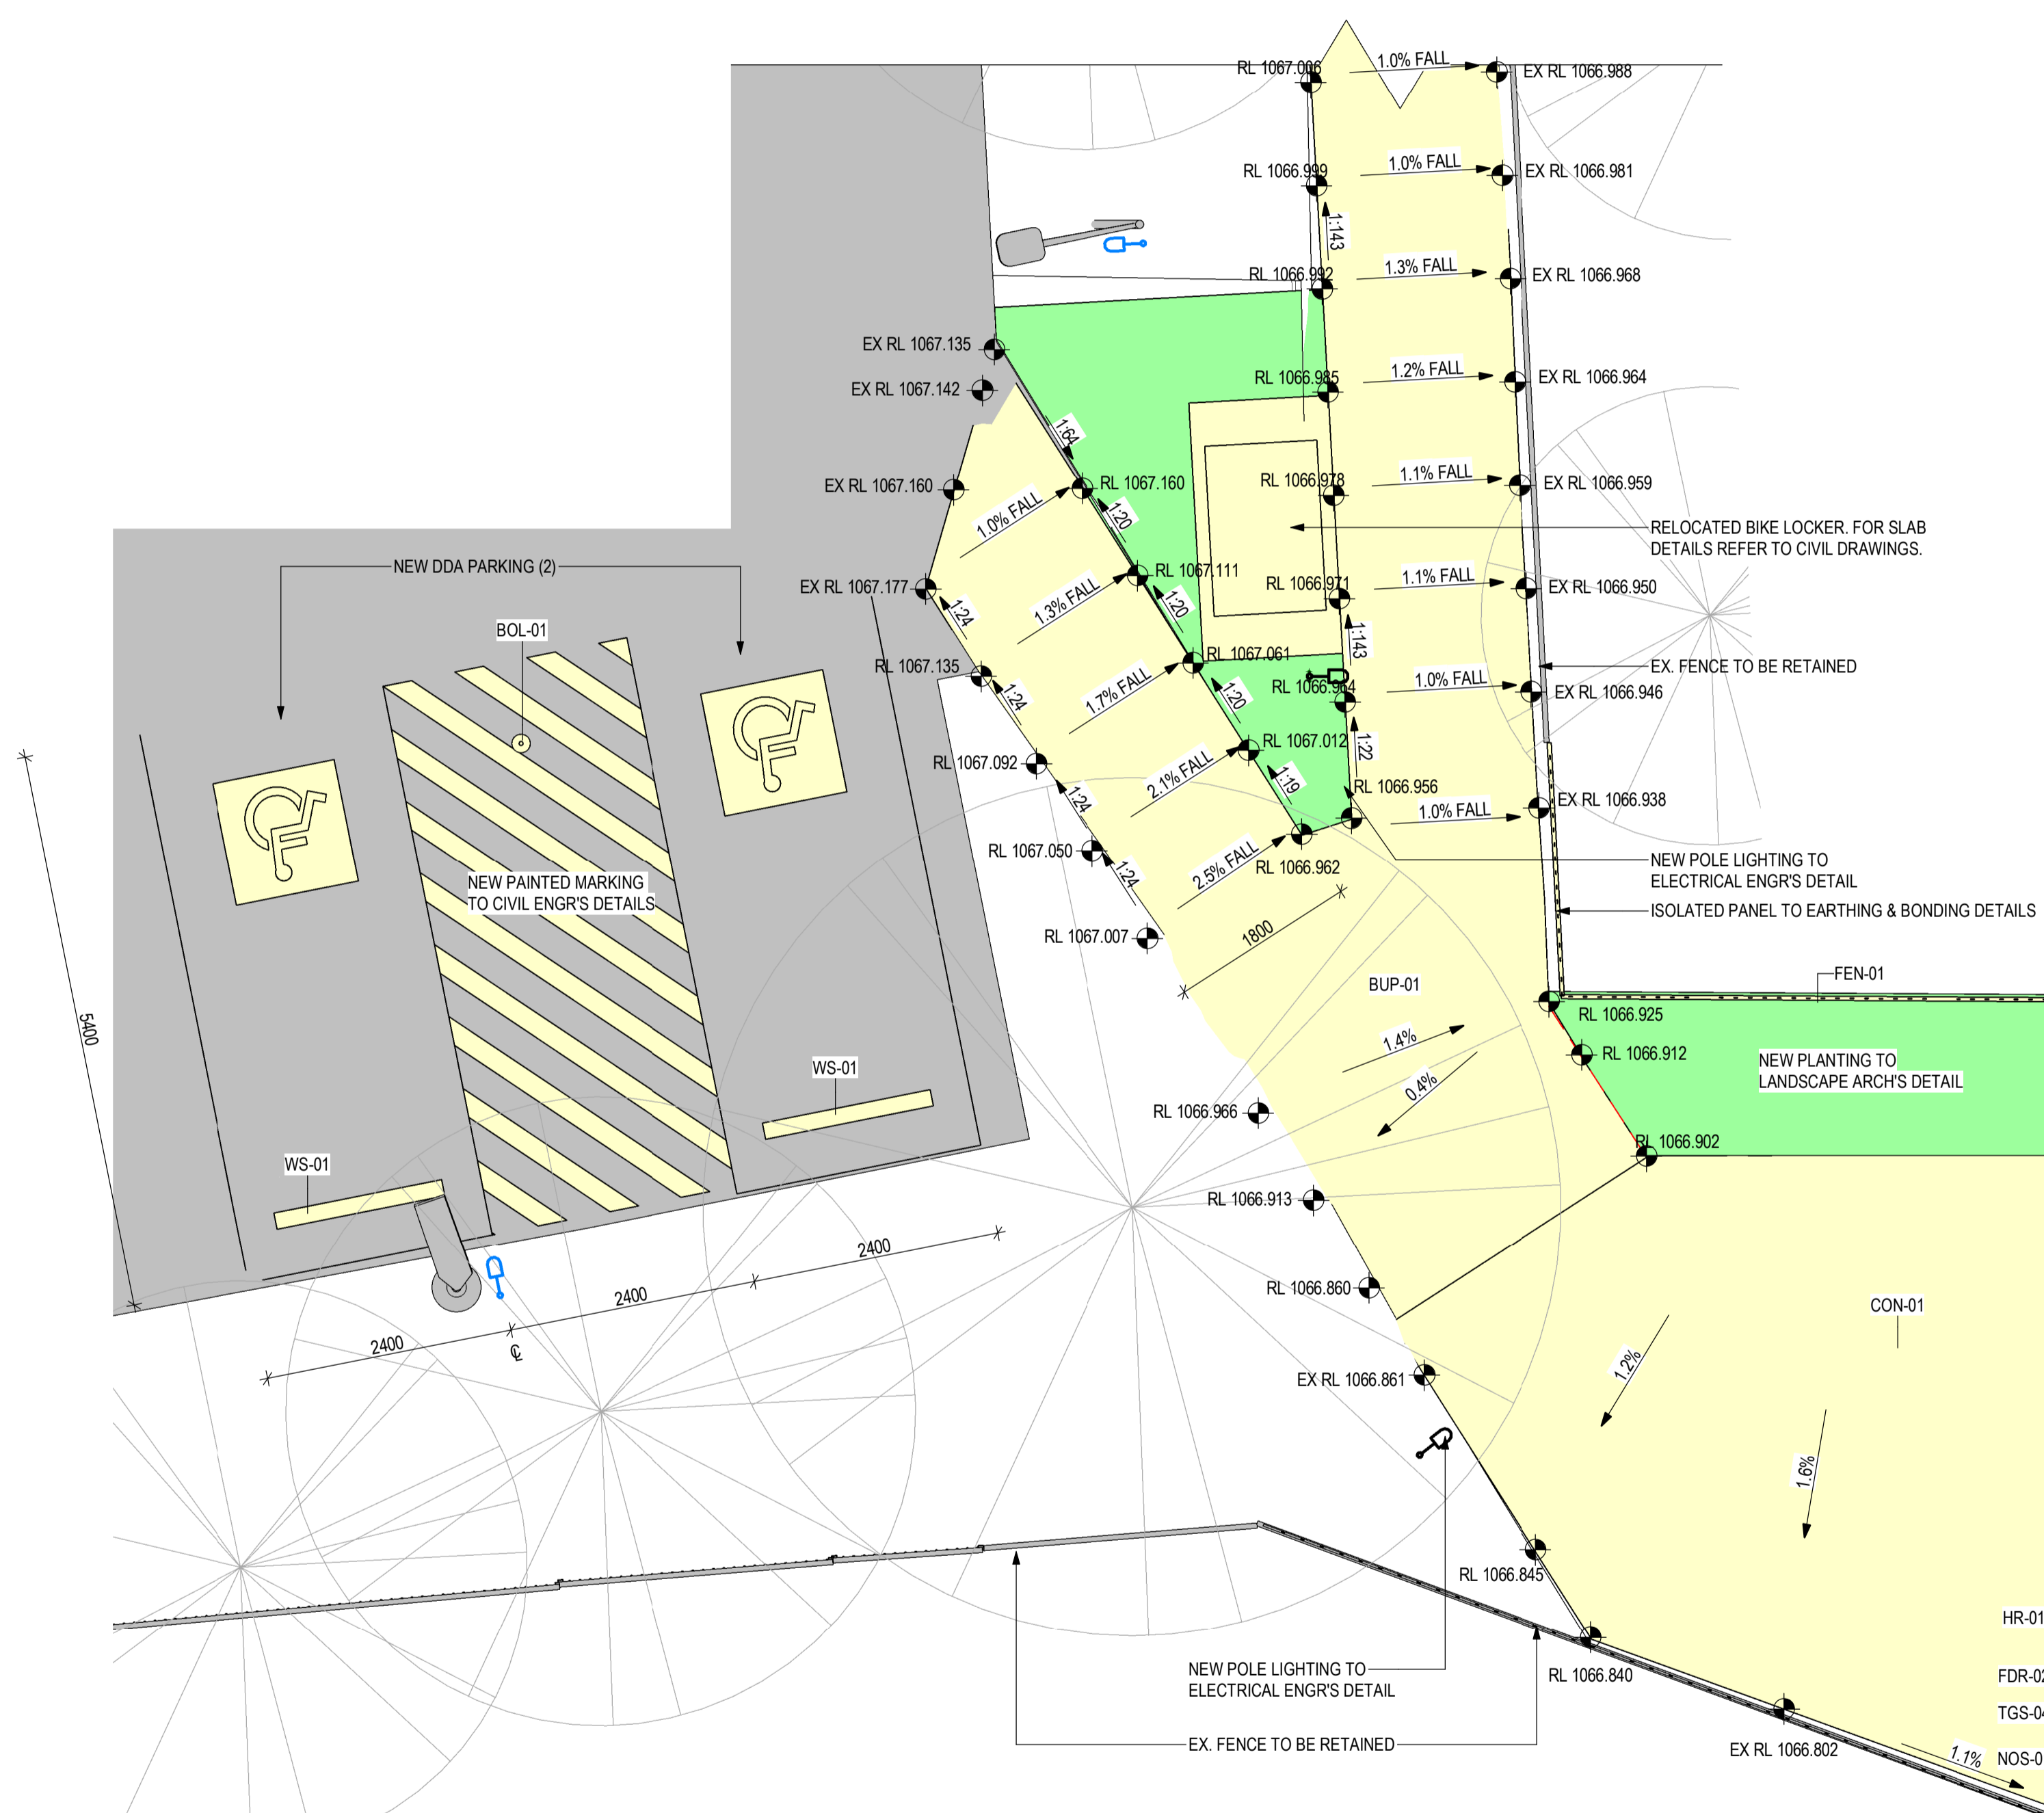 RL 1067.006
1.0% FALL
EX RL 1066.988
RL 1066.999
1.0% FALL
EX RL 1066.981
1:143
RL 1066.992
1.3% FALL
EX RL 1066.968
EX RL 1067.135
EX RL 1067.142
RL 1066.985
1.2% FALL
EX RL 1066.964
1:64
EX RL 1067.160
1.0% FALL
RL 1067.160
1:20
RL 1066.978
1.1% FALL
EX RL 1066.959
RELOCATED BIKE LOCKER. FOR SLAB
DETAILS REFER TO CIVIL DRAWINGS.
NEW DDA PARKING (2)
EX RL 1067.177
1:24
1.3% FALL
RL 1067.111
1:20
RL 1066.971
1.1% FALL
EX RL 1066.950
BOL-01
RL 1067.135
1:24
1.7% FALL
RL 1067.061
1:20
1:143
RL 1066.964
1.0% FALL
EX RL 1066.946
EX. FENCE TO BE RETAINED
RL 1067.092
1:24
2.1% FALL
RL 1067.012
1:19
1:22
RL 1066.956
1.0% FALL
EX RL 1066.938
RL 1067.050
1:24
2.5% FALL
RL 1066.962
NEW POLE LIGHTING TO
ELECTRICAL ENGR'S DETAIL
ISOLATED PANEL TO EARTHING & BONDING DETAILS
NEW PAINTED MARKING
TO CIVIL ENGR'S DETAILS
RL 1067.007
1800
BUP-01
FEN-01
5400
RL 1066.925
1.4%
0.4%
RL 1066.912
NEW PLANTING TO
LANDSCAPE ARCH'S DETAIL
WS-01
RL 1066.966
RL 1066.902
WS-01
RL 1066.913
2400
2400
2400
℄
RL 1066.860
CON-01
1.2%
EX RL 1066.861
1.6%
RL 1066.845
HR-01
NEW POLE LIGHTING TO
ELECTRICAL ENGR'S DETAIL
RL 1066.840
FDR-02
TGS-04
EX. FENCE TO BE RETAINED
EX RL 1066.802
1.1%
NOS-0